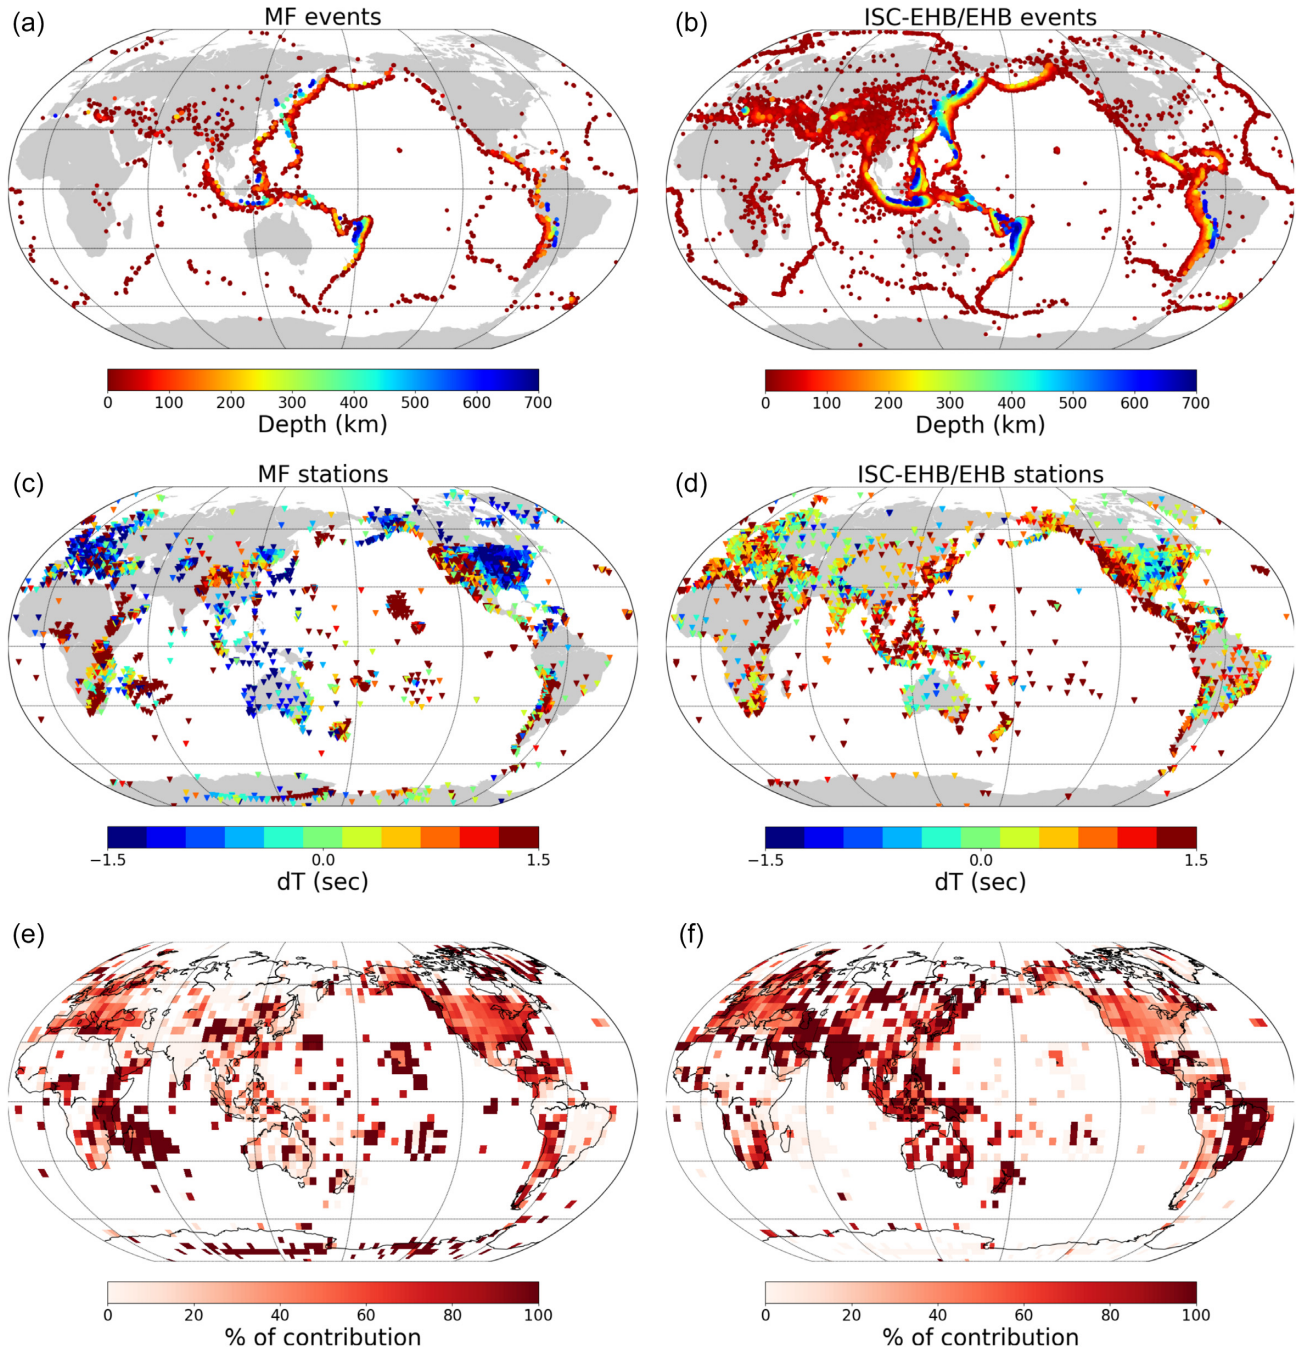 (a) MF events
(b) ISC-EHB/EHB events
0 100 200 300 400 500 600 700
Depth (km)
0 100 200 300 400 500 600 700
Depth (km)
(c) MF stations
(d) ISC-EHB/EHB stations
−1.5 0.0 1.5
dT (sec)
−1.5 0.0 1.5
dT (sec)
(e)
(f)
0 20 40 60 80 100
% of contribution
0 20 40 60 80 100
% of contribution